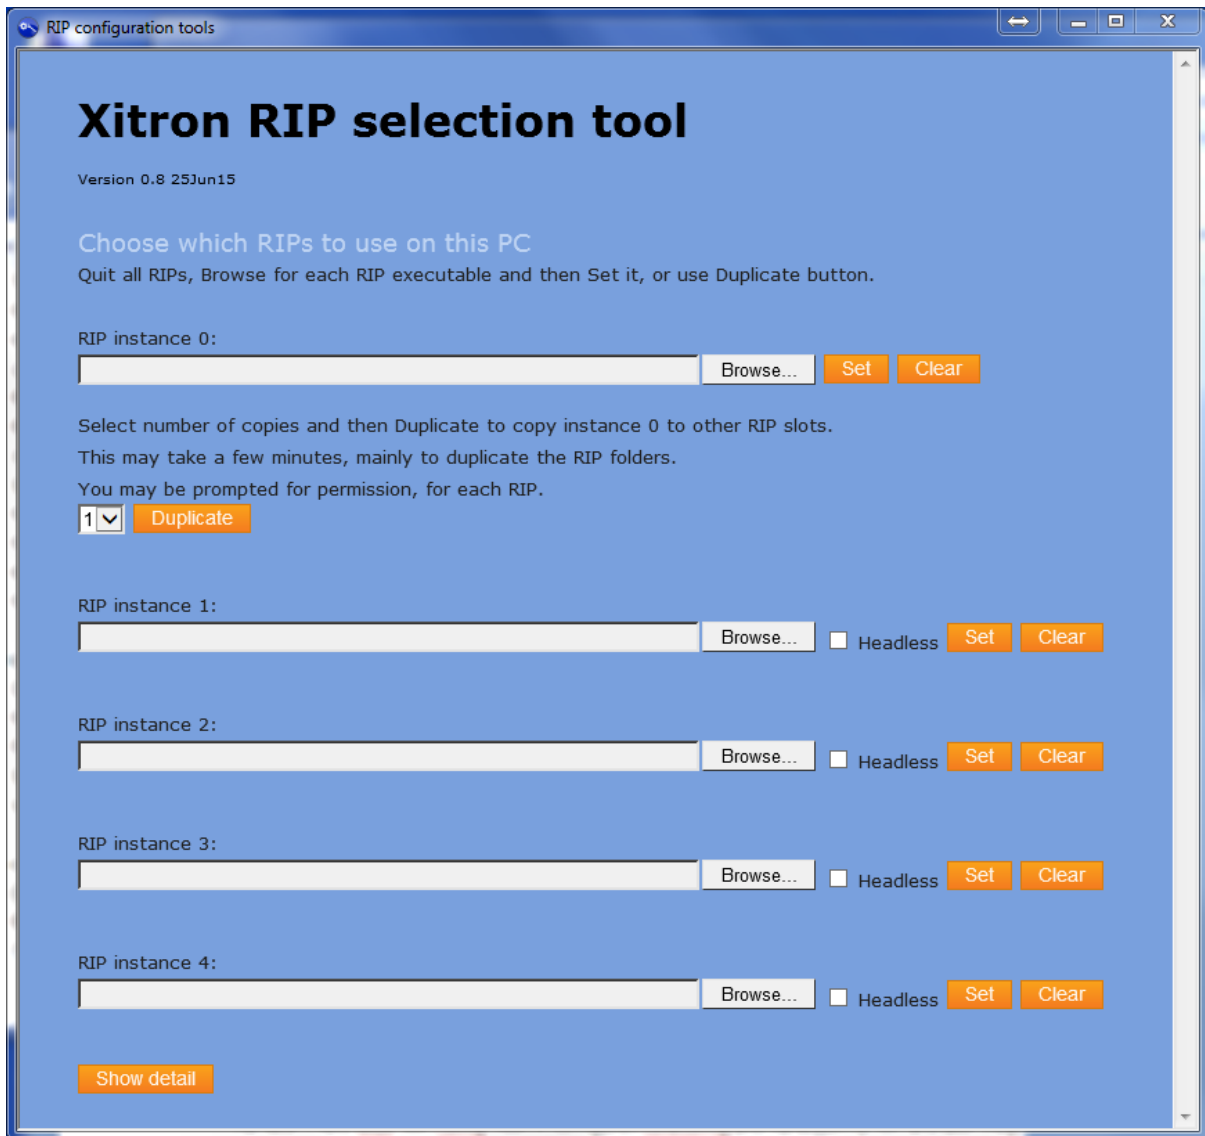 RIP configuration tools
Xitron RIP selection tool
Version 0.8 25Jun15
Choose which RIPs to use on this PC
Quit all RIPs, Browse for each RIP executable and then Set it, or use Duplicate button.
RIP instance 0:
Browse... Set Clear
Select number of copies and then Duplicate to copy instance 0 to other RIP slots.
This may take a few minutes, mainly to duplicate the RIP folders.
You may be prompted for permission, for each RIP.
1 Duplicate
RIP instance 1:
Browse... Headless Set Clear
RIP instance 2:
Browse... Headless Set Clear
RIP instance 3:
Browse... Headless Set Clear
RIP instance 4:
Browse... Headless Set Clear
Show detail